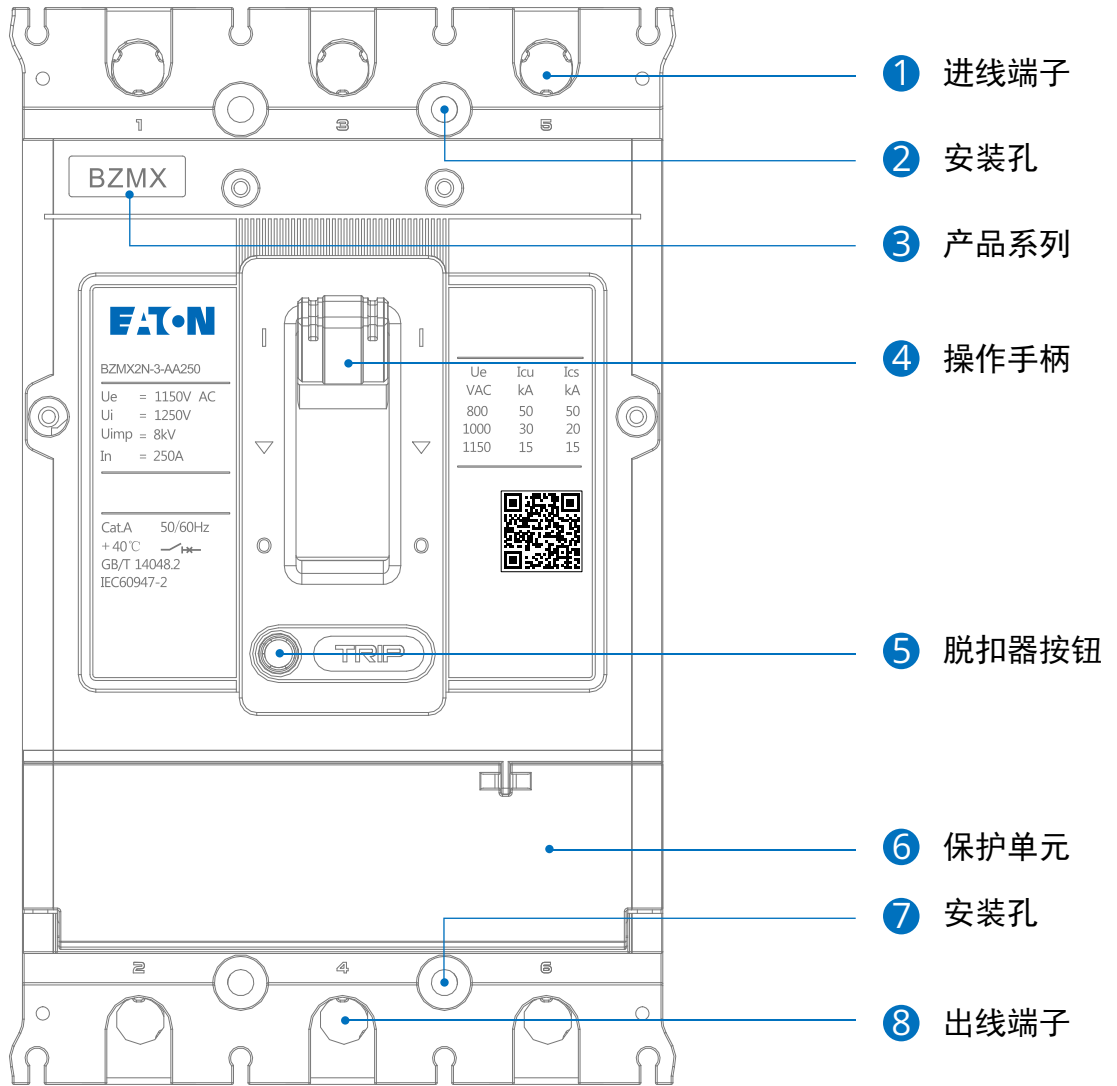 1 进线端子
1 3 5
2 安装孔
BZMX
3 产品系列
EATON
I I
4 操作手柄
BZMX2N-3-AA250
Ue = 1150V AC
Ui = 1250V
Uimp = 8kV
In = 250A
Ue Icu Ics
VAC kA kA
800 50 50
1000 30 20
1150 15 15
Cat.A 50/60Hz
+ 40℃
GB/T 14048.2
IEC60947-2
O O
TRIP
5 脱扣器按钮
6 保护单元
7 安装孔
2 4 6
8 出线端子